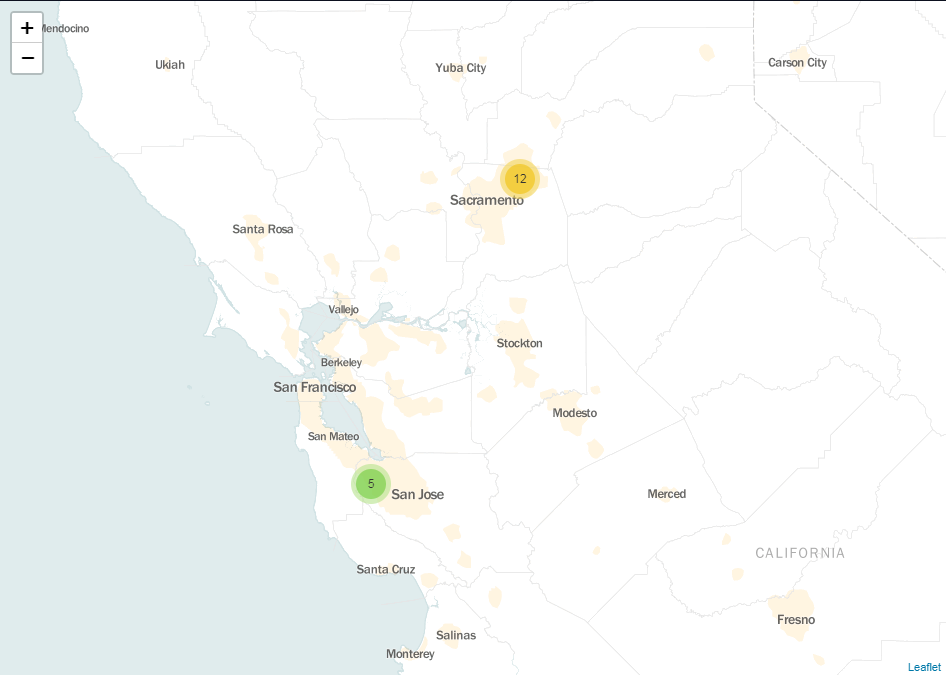 +
−
Mendocino
Ukiah
Yuba City
Carson City
12
Sacramento
Santa Rosa
Vallejo
Stockton
Berkeley
San Francisco
Modesto
San Mateo
5
San Jose
Merced
CALIFORNIA
Santa Cruz
Fresno
Salinas
Monterey
Leaflet